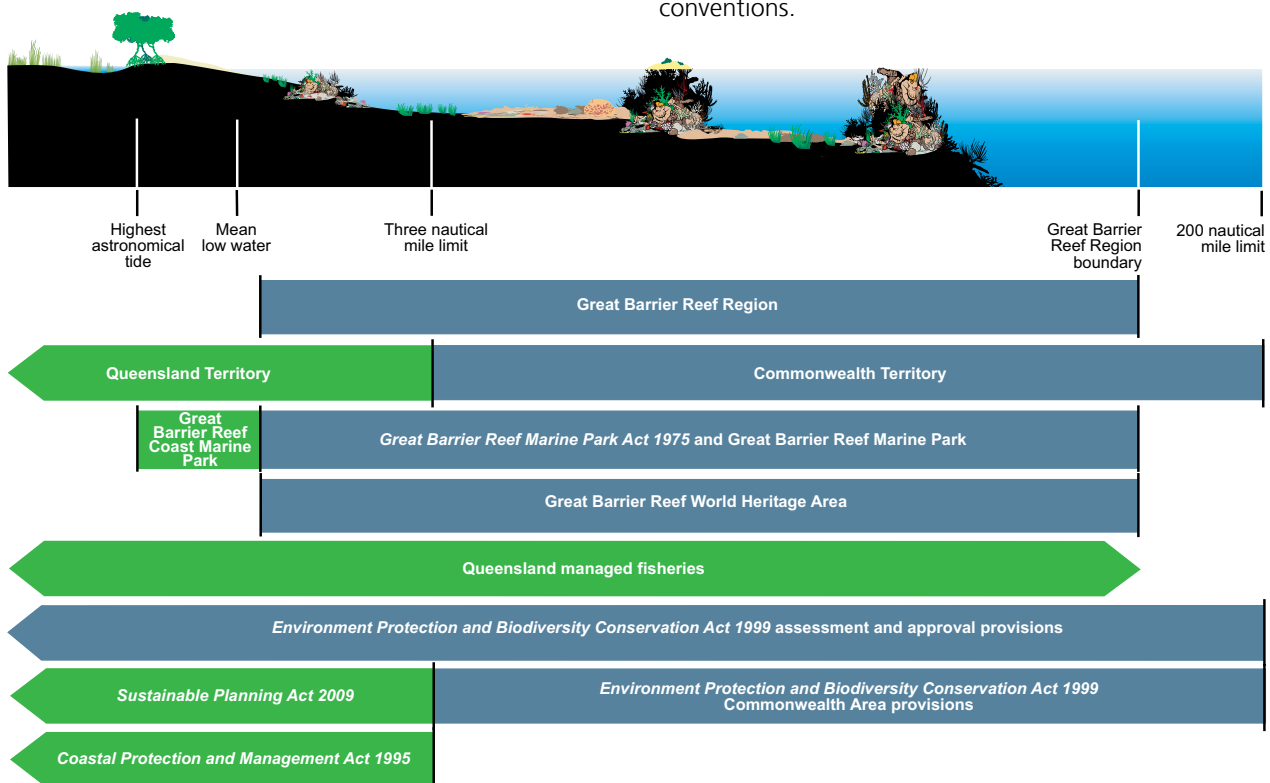 conventions.
Highest
astronomical
tide
Mean
low water
Three nautical
mile limit
Great Barrier
Reef Region
boundary
200 nautical
mile limit
Great Barrier Reef Region
Queensland Territory
Commonwealth Territory
Great
Barrier Reef
Coast Marine
Park
Great Barrier Reef Marine Park Act 1975 and Great Barrier Reef Marine Park
Great Barrier Reef World Heritage Area
Queensland managed fisheries
Environment Protection and Biodiversity Conservation Act 1999 assessment and approval provisions
Sustainable Planning Act 2009
Environment Protection and Biodiversity Conservation Act 1999
Commonwealth Area provisions
Coastal Protection and Management Act 1995